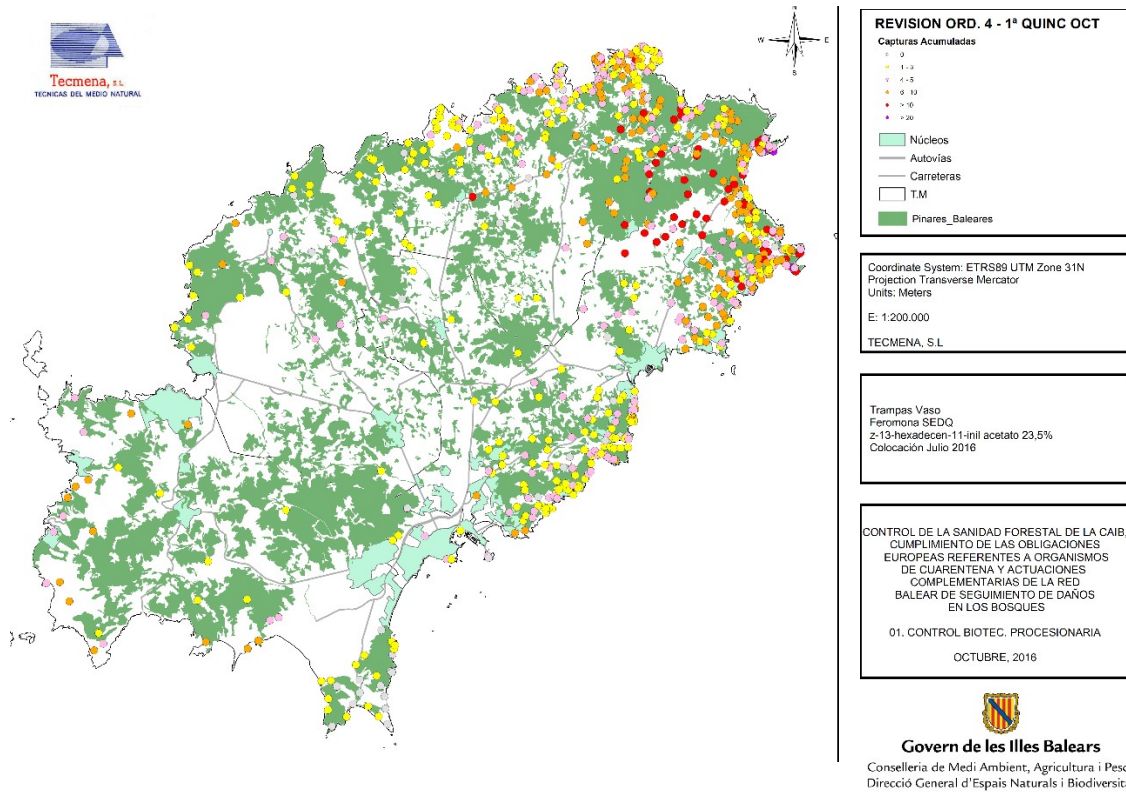 Tecmena, S.L
TECNICAS DEL MEDIO NATURAL
N
W
E
S
REVISION ORD. 4 - 1ª QUINC OCT
Capturas Acumuladas
0
1 - 3
4 - 5
6 - 10
> 10
> 20
Núcleos
Autovías
Carreteras
T.M
Pinares_Baleares
Coordinate System: ETRS89 UTM Zone 31N
Projection Transverse Mercator
Units: Meters
E: 1:200.000
TECMENA, S.L
Trampas Vaso
Feromona SEDQ
z-13-hexadecen-11-inil acetato 23,5%
Colocación Julio 2016
CONTROL DE LA SANIDAD FORESTAL DE LA CAIB,
CUMPLIMIENTO DE LAS OBLIGACIONES
EUROPEAS REFERENTES A ORGANISMOS
DE CUARENTENA Y ACTUACIONES
COMPLEMENTARIAS DE LA RED
BALEAR DE SEGUIMIENTO DE DAÑOS
EN LOS BOSQUES
01. CONTROL BIOTEC. PROCESIONARIA
OCTUBRE, 2016
Govern de les Illes Balears
Conselleria de Medi Ambient, Agricultura i Pesc
Direcció General d'Espais Naturals i Biodiversita